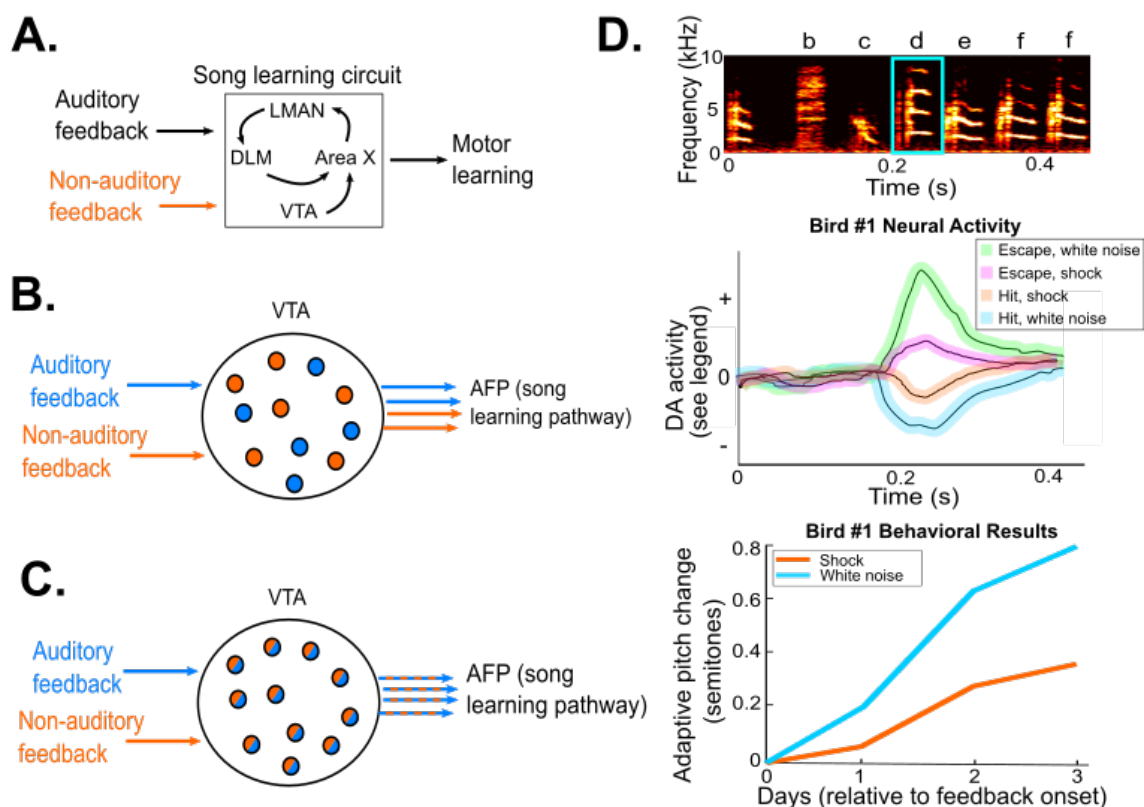 A.
Song learning circuit
Auditory
feedback
Non-auditory
feedback
LMAN
DLM
Area X
VTA
Motor
learning
B.
VTA
Auditory
feedback
Non-auditory
feedback
AFP (song
learning pathway)
C.
VTA
Auditory
feedback
Non-auditory
feedback
AFP (song
learning pathway)
D.
b c d e f f
Frequency (kHz)
10
5
0
0 0.2 0.4
Time (s)
Bird #1 Neural Activity
Escape, white noise
Escape, shock
Hit, shock
Hit, white noise
DA activity
(see legend)
+
0
-
0 0.2 0.4
Time (s)
Bird #1 Behavioral Results
Shock
White noise
Adaptive pitch change
(semitones)
0.8
0.6
0.4
0.2
0
0 1 2 3
Days (relative to feedback onset)